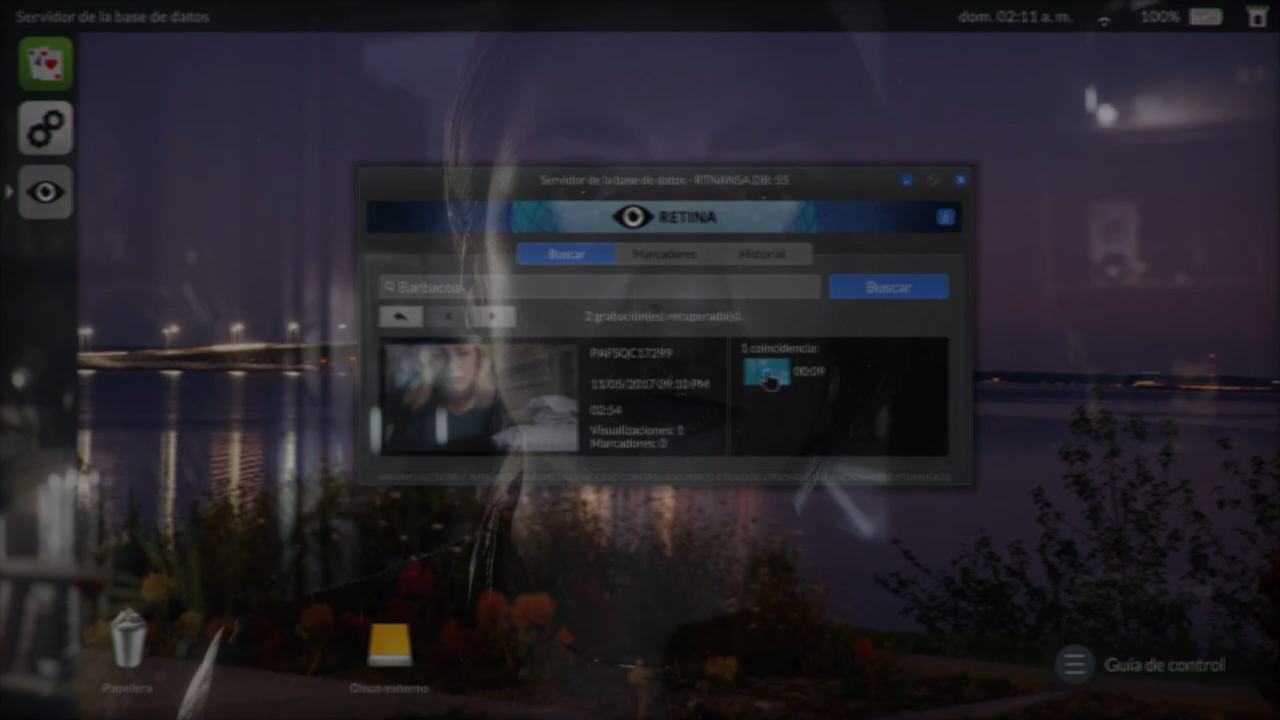 Servidor de la base de datos
dom. 02:11 a. m.
100%
Servidor de la base de datos - RTNANSA.DB: 55
RETINA
Buscar
Marcadores
Historial
Barbacoa
Buscar
2 grabación(es) recuperada(s).
11/05/2017 09:10 PM
02:54
Visualizaciones: 1
Marcadores: 0
1 coincidencia:
00:09
Papelera
Disco externo
Guía de control